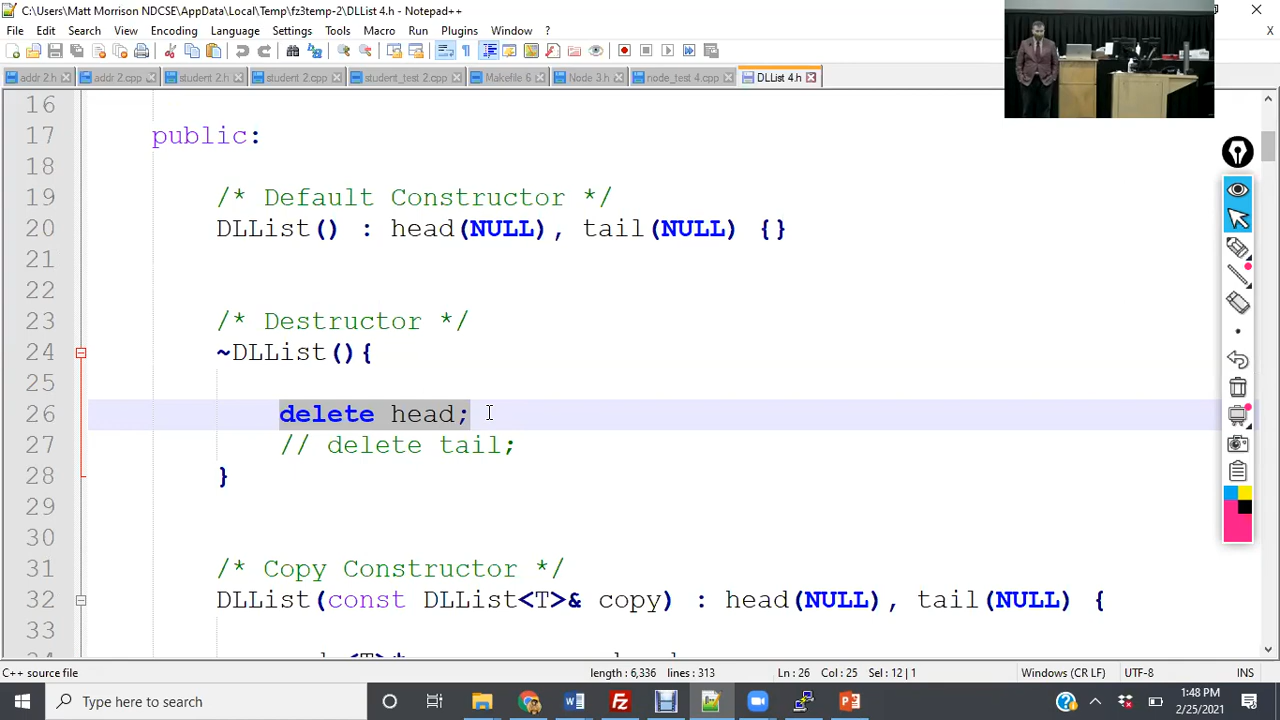 C:\Users\Matt Morrison NDCSE\AppData\Local\Temp\fz3temp-2\DLList 4.h - Notepad++
File Edit Search View Encoding Language Settings Tools Macro Run Plugins Window ? X
addr 2.h addr 2.cpp student 2.h student 2.cpp student_test 2.cpp Makefile 6 Node 3.h node_test 4.cpp DLList 4.h
16
17 public:
18
19 /* Default Constructor */
20 DLList() : head(NULL), tail(NULL) {}
21
22
23 /* Destructor */
24 ~DLList(){
25
26 delete head;
27 // delete tail;
28 }
29
30
31 /* Copy Constructor */
32 DLList(const DLList<T>& copy) : head(NULL), tail(NULL) {
33
C++ source file length : 6,336 lines : 313 Ln : 26 Col : 25 Sel : 12 | 1 Windows (CR LF) UTF-8 INS
Type here to search 1:48 PM
2/25/2021